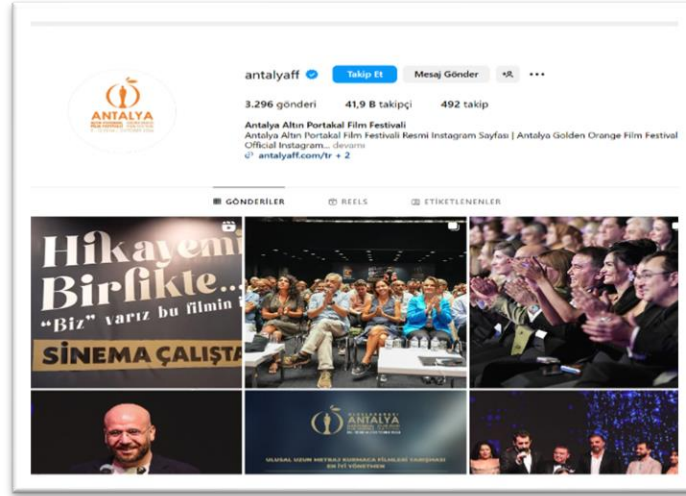 antalyaff
Takip Et
Mesaj Gönder
3.296 gönderi 41,9 B takipçi 492 takip
Antalya Altın Portakal Film Festivali
Antalya Altın Portakal Film Festivali Resmi Instagram Sayfası | Antalya Golden Orange Film Festival
Official Instagram... devamı
antalyaff.com/tr + 2
ANTALYA
GÖNDERİLER
REELS
ETİKETLENENLER
Hikayemi
Birlikte...
“Biz” varız bu filmin
SİNEMA ÇALIŞTA
ANTALYA
ULUSAL UZUN METRAJ KURMACA FİLMLERİ YARIŞMASI
EN İYİ YÖNETMEN